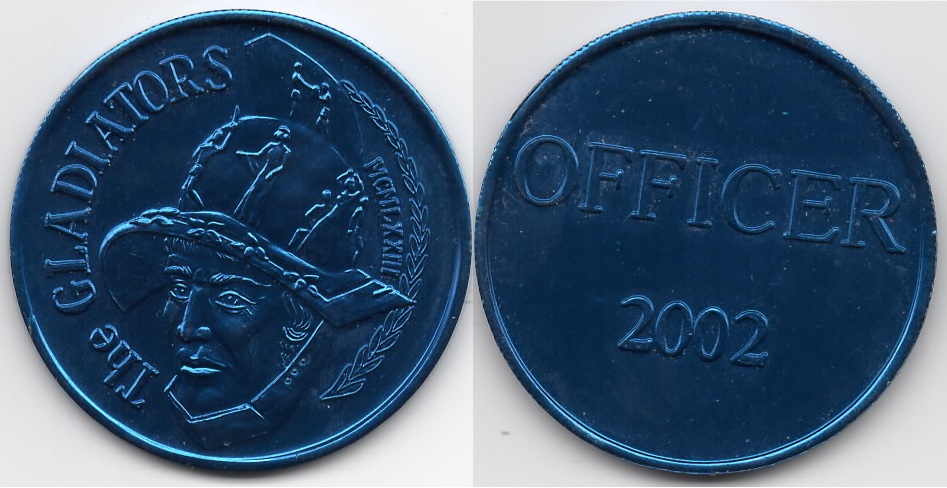 The GLADIATORS
MCMLXXIII
OFFICER
2002